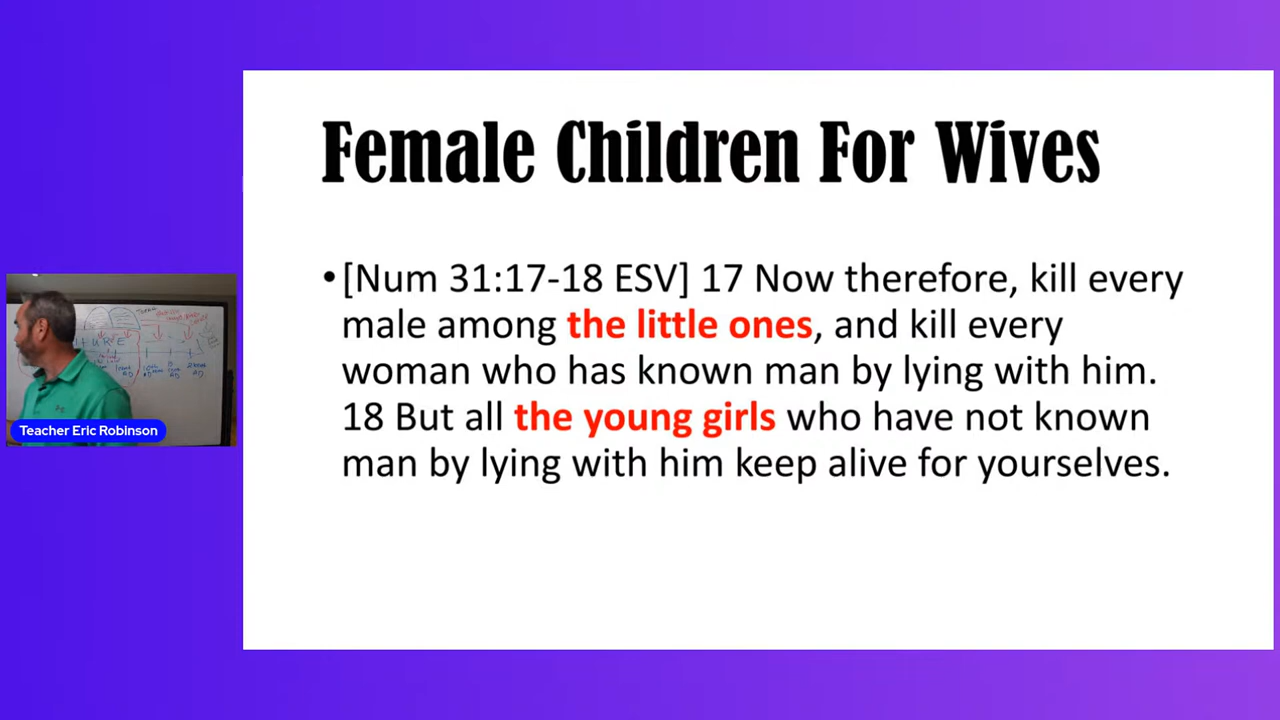 Female Children For Wives
•[Num 31:17-18 ESV] 17 Now therefore, kill every
male among the little ones, and kill every
woman who has known man by lying with him.
18 But all the young girls who have not known
man by lying with him keep alive for yourselves.
Teacher Eric Robinson